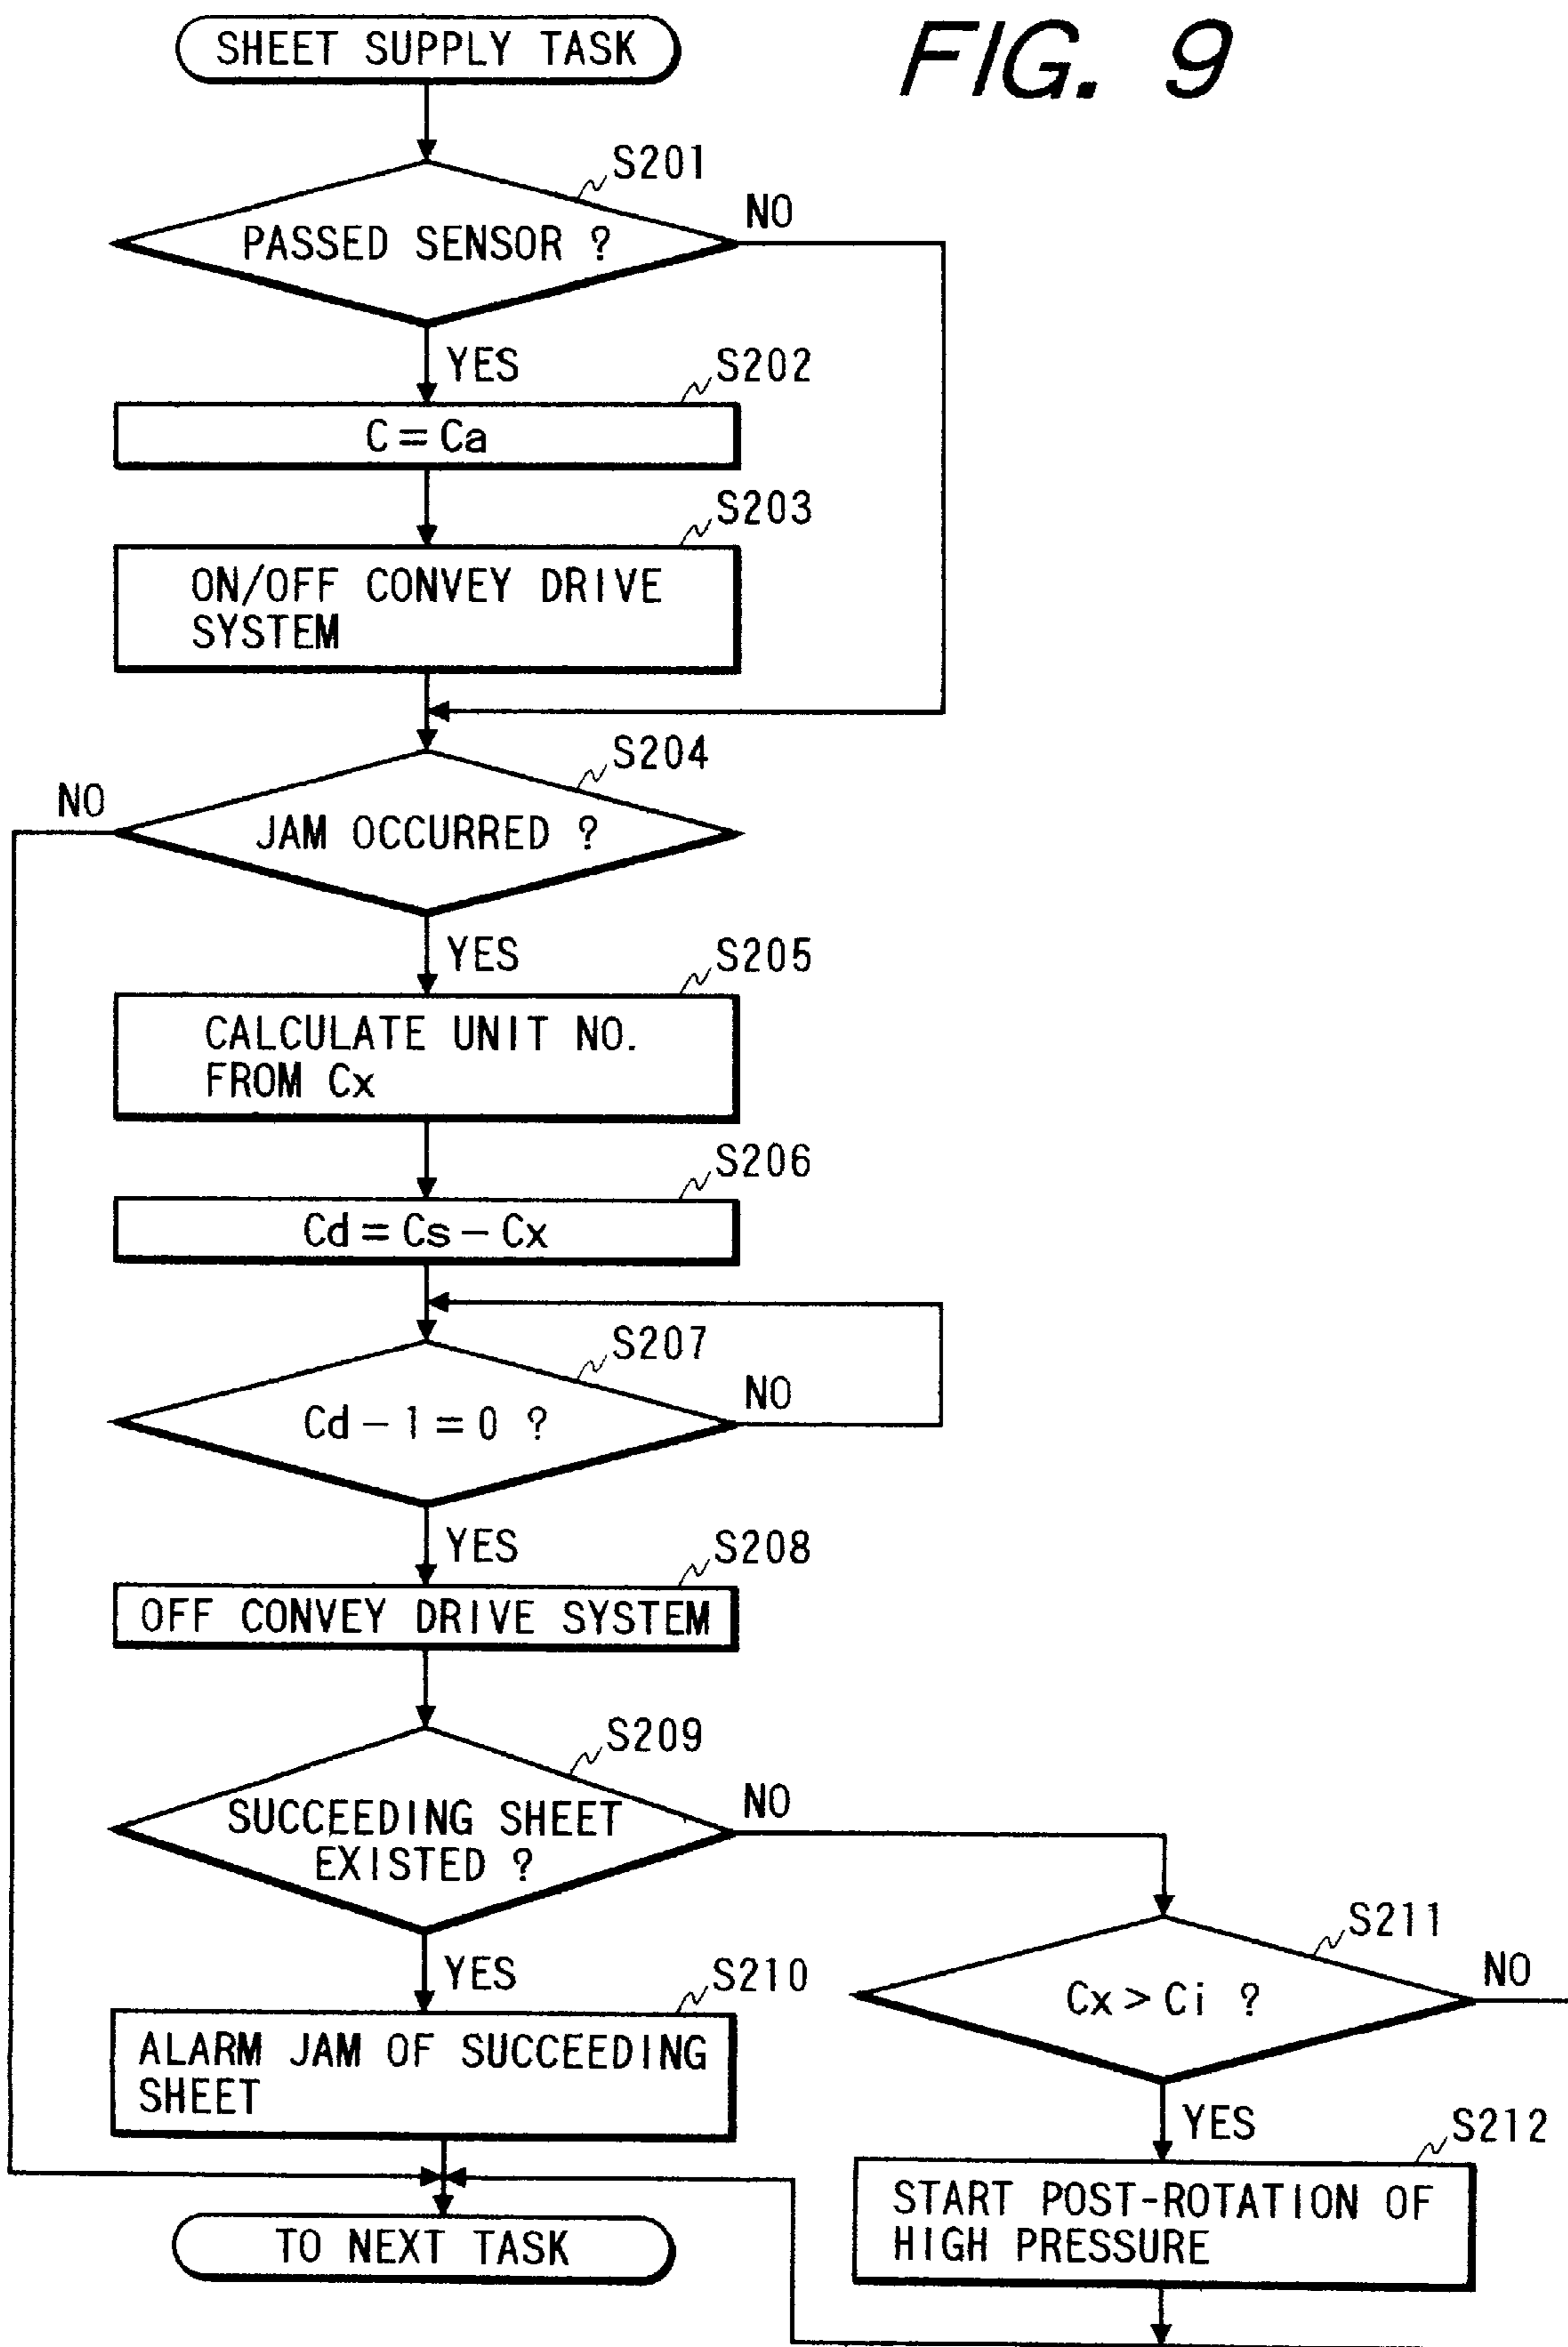 FIG. 9
SHEET SUPPLY TASK
S201
PASSED SENSOR ?
NO
YES
S202
C = Ca
S203
ON/OFF CONVEY DRIVE
SYSTEM
S204
NO
JAM OCCURRED ?
YES
S205
CALCULATE UNIT NO.
FROM Cx
S206
Cd = Cs − Cx
S207
Cd − 1 = 0 ?
NO
YES
S208
OFF CONVEY DRIVE SYSTEM
S209
SUCCEEDING SHEET
EXISTED ?
NO
YES
S210
ALARM JAM OF SUCCEEDING
SHEET
S211
Cx > Ci ?
NO
YES
S212
START POST-ROTATION OF
HIGH PRESSURE
TO NEXT TASK